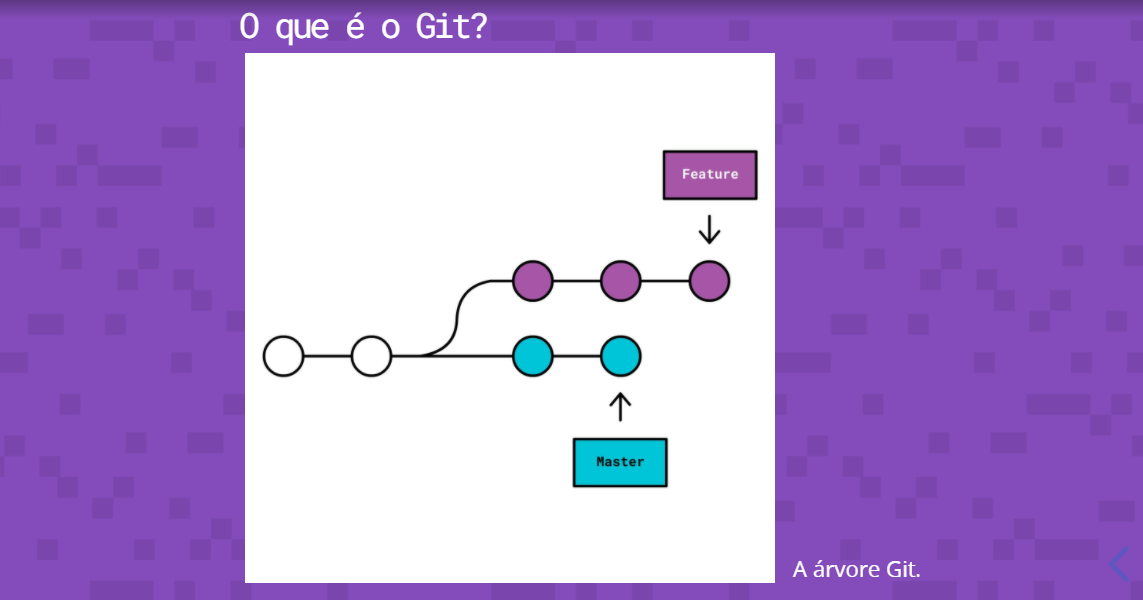 O que é o Git?
Feature
Master
A árvore Git.